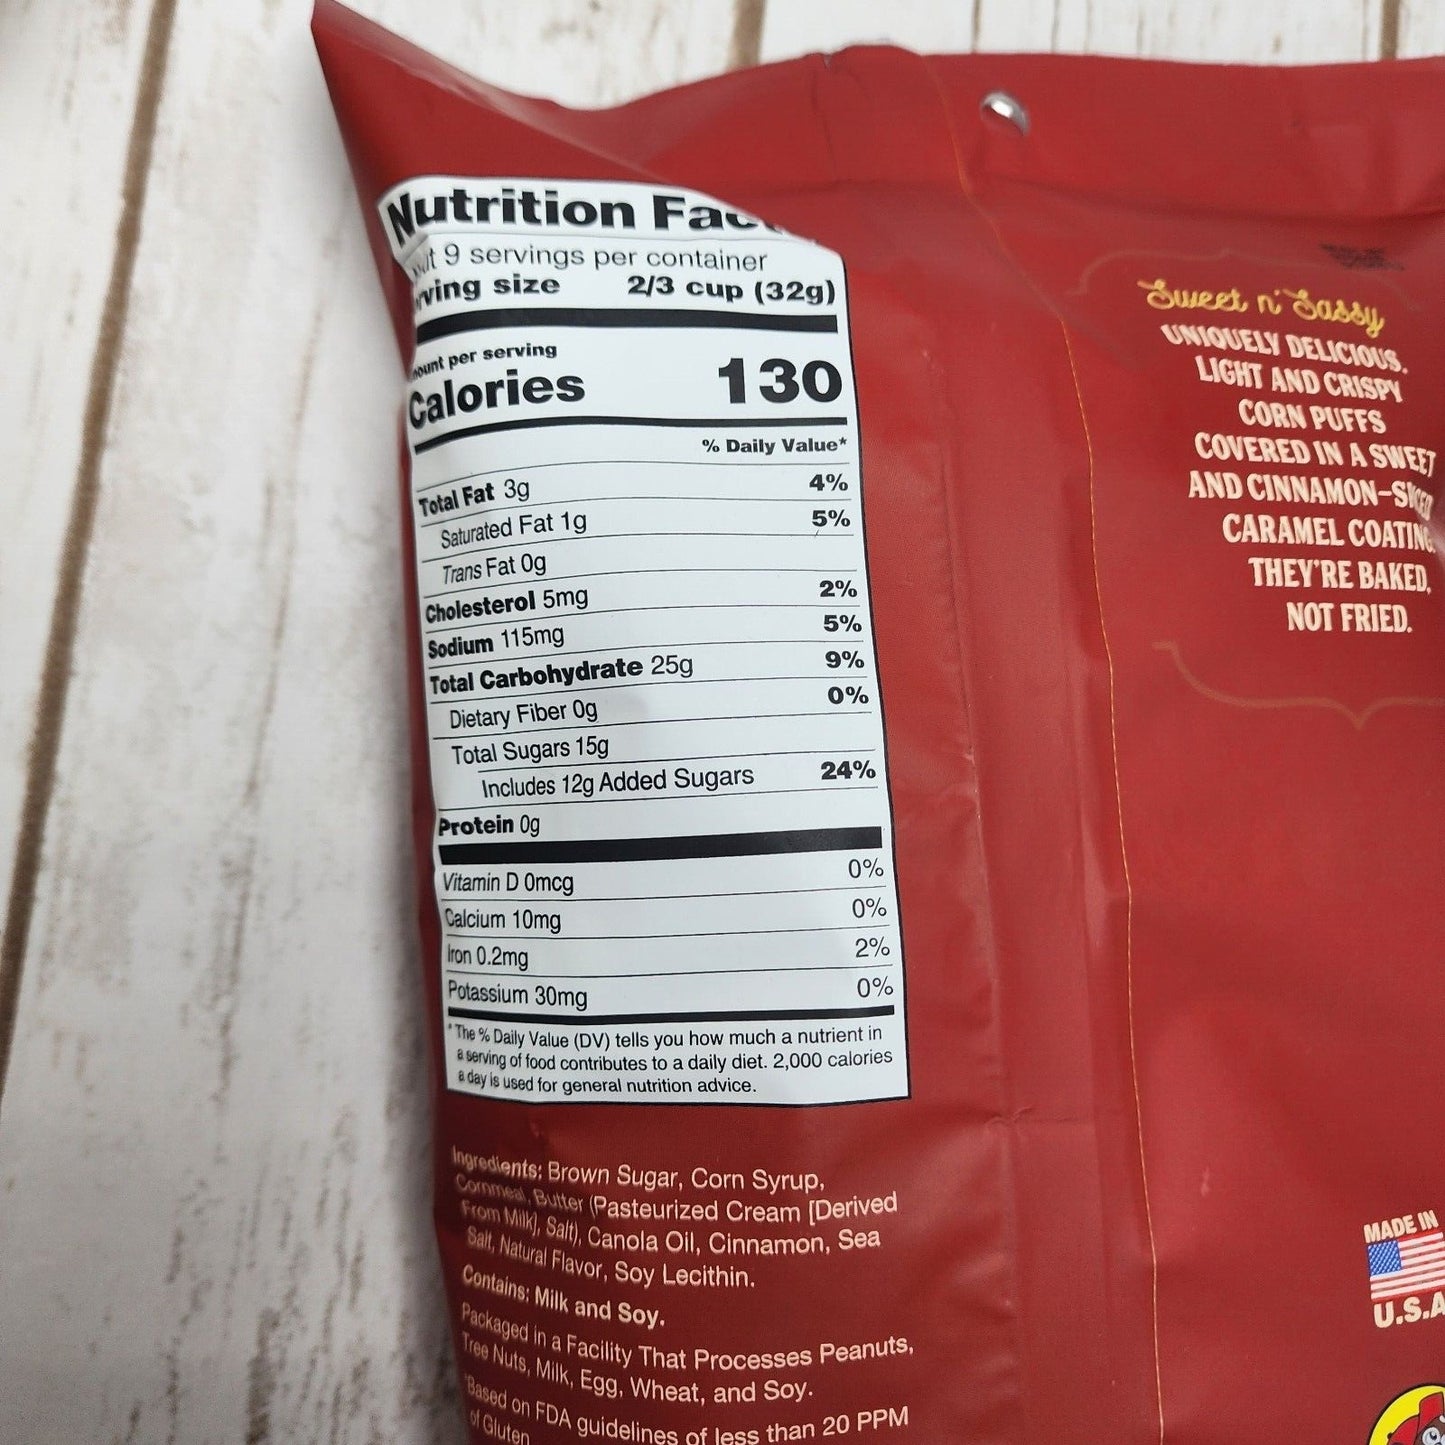 Nutrition
9 servings per container
size 2/3 cup (32g)
per serving
Calories 130
% Daily Value*
Total Fat 3g 4%
Saturated Fat 1g 5%
Trans Fat 0g
Cholesterol 5mg 2%
Sodium 115mg 5%
Total Carbohydrate 25g 9%
Dietary Fiber 0g 0%
Total Sugars 15g
Includes 12g Added Sugars 24%
Protein 0g
Vitamin D 0mcg 0%
Calcium 10mg 0%
Iron 0.2mg 2%
Potassium 30mg 0%
* The % Daily Value (DV) tells you how much a nutrient in
a serving of food contributes to a daily diet. 2,000 calories
a day is used for general nutrition advice.
Ingredients: Brown Sugar, Corn Syrup,
Cornmeal, Butter (Pasteurized Cream [Derived
From Milk], Salt), Canola Oil, Cinnamon, Sea
Salt, Natural Flavor, Soy Lecithin.
Contains: Milk and Soy.
Packaged in a Facility That Processes Peanuts,
Tree Nuts, Milk, Egg, Wheat, and Soy.
*Based on FDA guidelines of less than 20 PPM
of Gluten
Sweet n' Sassy
UNIQUELY DELICIOUS.
LIGHT AND CRISPY
CORN PUFFS
COVERED IN A SWEET
AND CINNAMON-SPICED
CARAMEL COATING.
THEY'RE BAKED,
NOT FRIED.
MADE IN
U.S.A